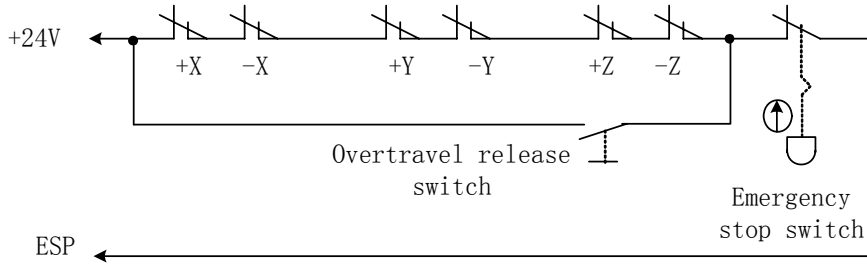 +24V
+X
−X
+Y
−Y
+Z
−Z
Overtravel release
switch
Emergency
stop switch
ESP